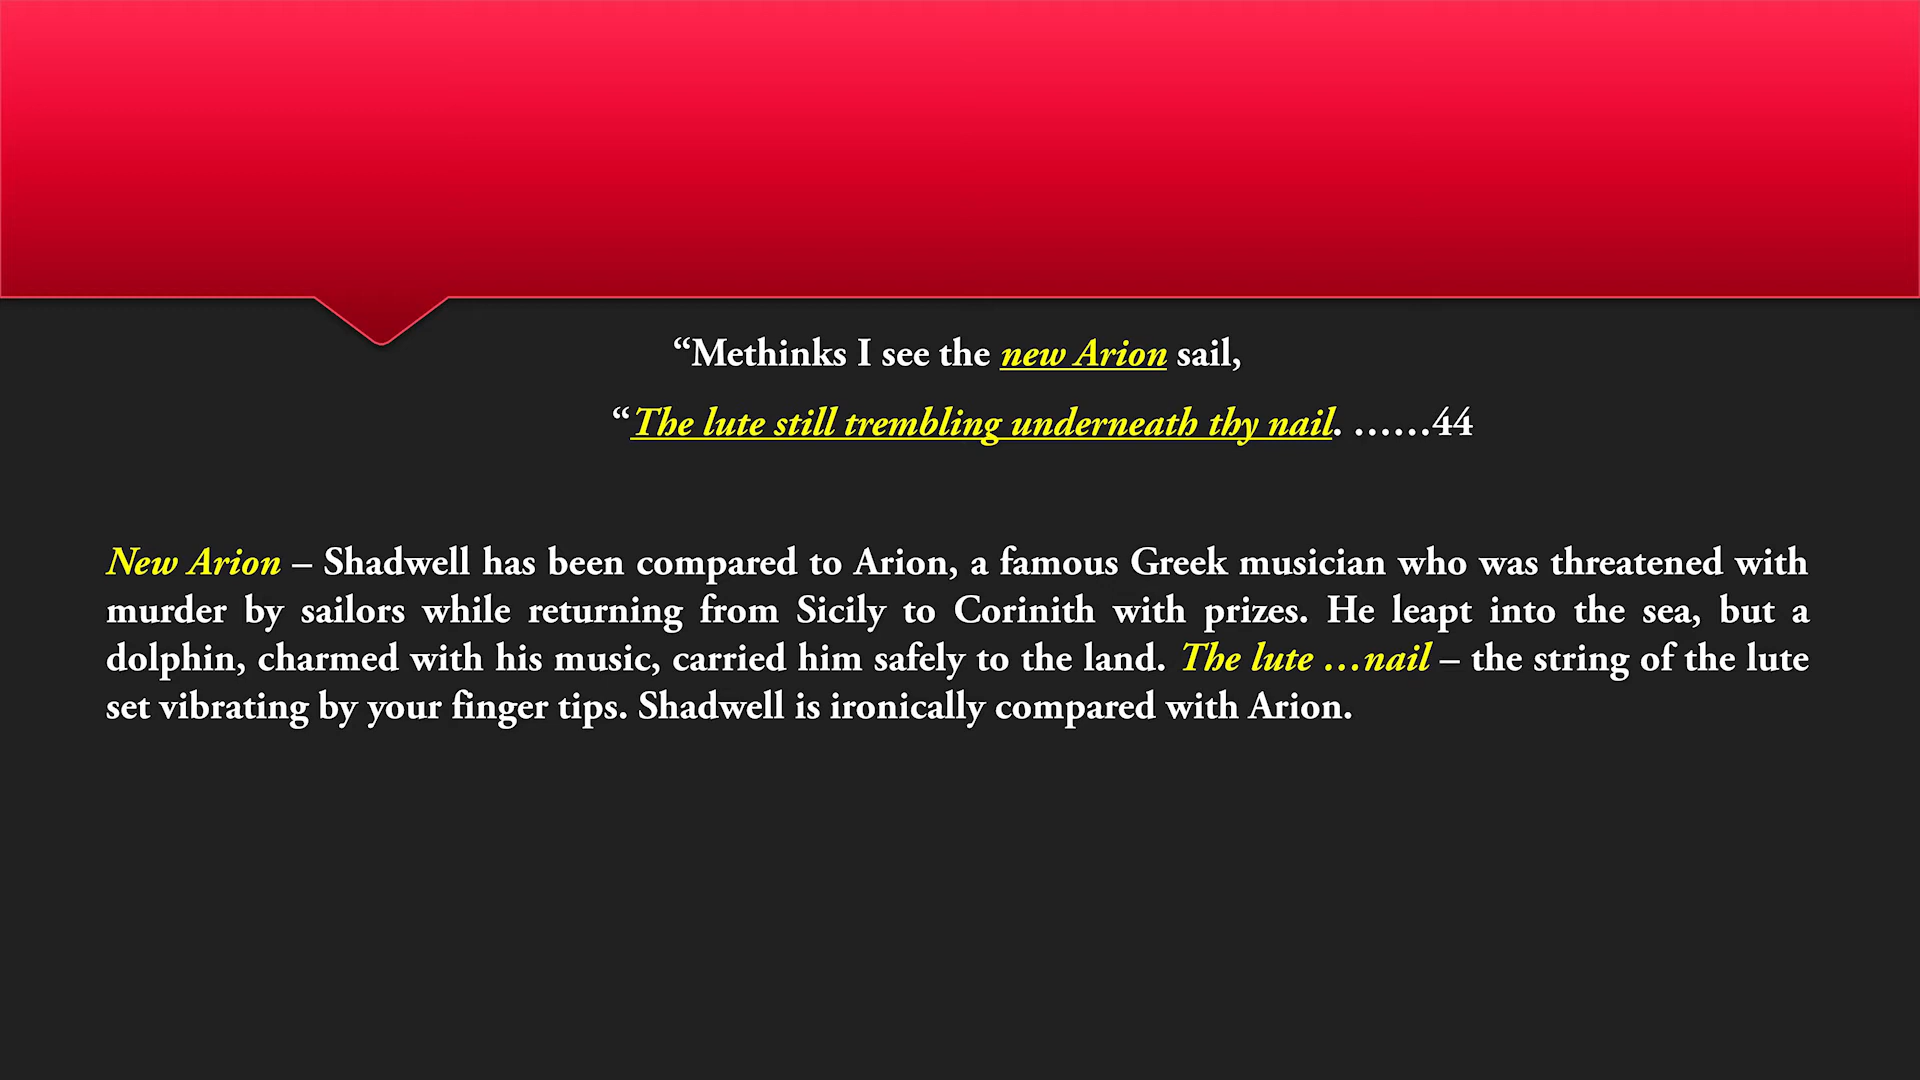 “Methinks I see the new Arion sail,
“The lute still trembling underneath thy nail. ......44
New Arion – Shadwell has been compared to Arion, a famous Greek musician who was threatened with
murder by sailors while returning from Sicily to Corinith with prizes. He leapt into the sea, but a
dolphin, charmed with his music, carried him safely to the land. The lute ...nail – the string of the lute
set vibrating by your finger tips. Shadwell is ironically compared with Arion.